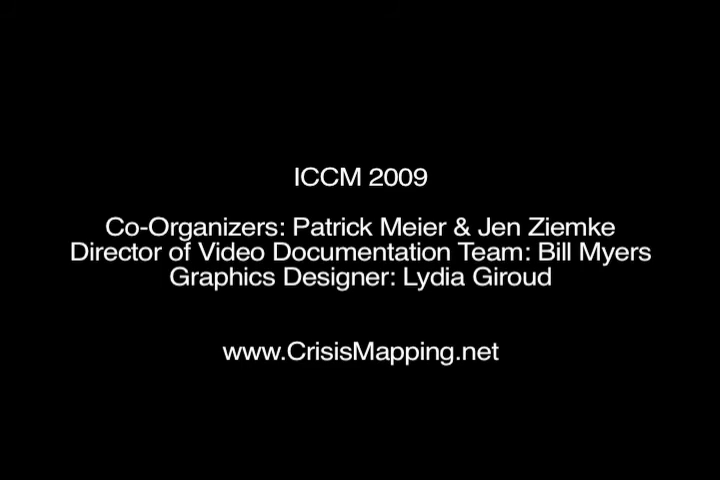 ICCM 2009
Co-Organizers: Patrick Meier & Jen Ziemke
Director of Video Documentation Team: Bill Myers
Graphics Designer: Lydia Giroud
www.CrisisMapping.net